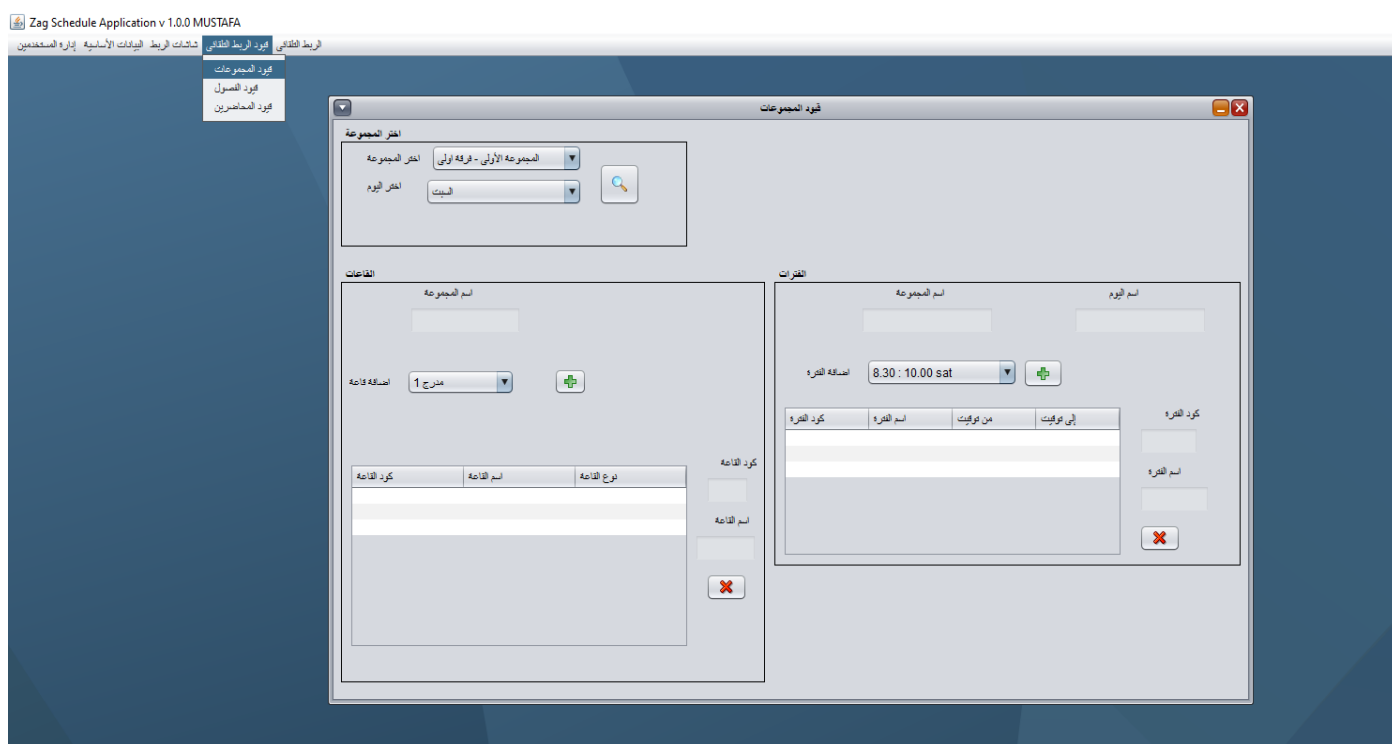 Zag Schedule Application v 1.0.0 MUSTAFA
إدارة المستخدمين البيانات الأساسية شاشات الربط قيود الربط التلقائى الربط التلقائى
قيود المجموعات
قيود الفصول
قيود المحاضرين
قيود المجموعات
اختر المجموعة
اختر المجموعة
المجموعة الأولى - فرقة اولى
اختر اليوم
السبت
القاعات
اسم المجموعة
اضافة قاعة
مدرج 1
كود القاعة
اسم القاعة
نوع القاعة
كود القاعة
اسم القاعة
الفترات
اسم المجموعة
اسم اليوم
اضافة الفترة
8.30 : 10.00 sat
كود الفترة
اسم الفترة
من توقيت
إلى توقيت
كود الفترة
اسم الفترة